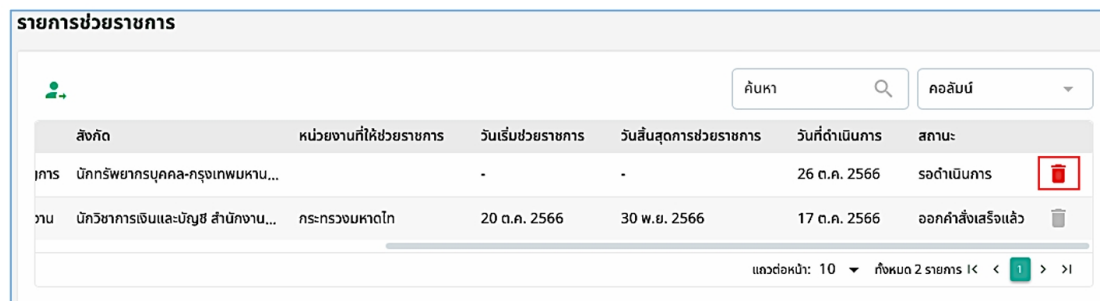 รายการช่วยราชการ
ค้นหา คอลัมน์
สังกัด หน่วยงานที่ให้ช่วยราชการ วันเริ่มช่วยราชการ วันสิ้นสุดการช่วยราชการ วันที่ดำเนินการ สถานะ
นักทรัพยากรบุคคล-กรุงเทพมหาน... - - 26 ต.ค. 2566 รอดำเนินการ
นักวิชาการเงินและบัญชี สำนักงาน... กระทรวงมหาดไท 20 ต.ค. 2566 30 พ.ย. 2566 17 ต.ค. 2566 ออกคำสั่งเสร็จแล้ว
แถวต่อหน้า: 10 ทั้งหมด 2 รายการ 1